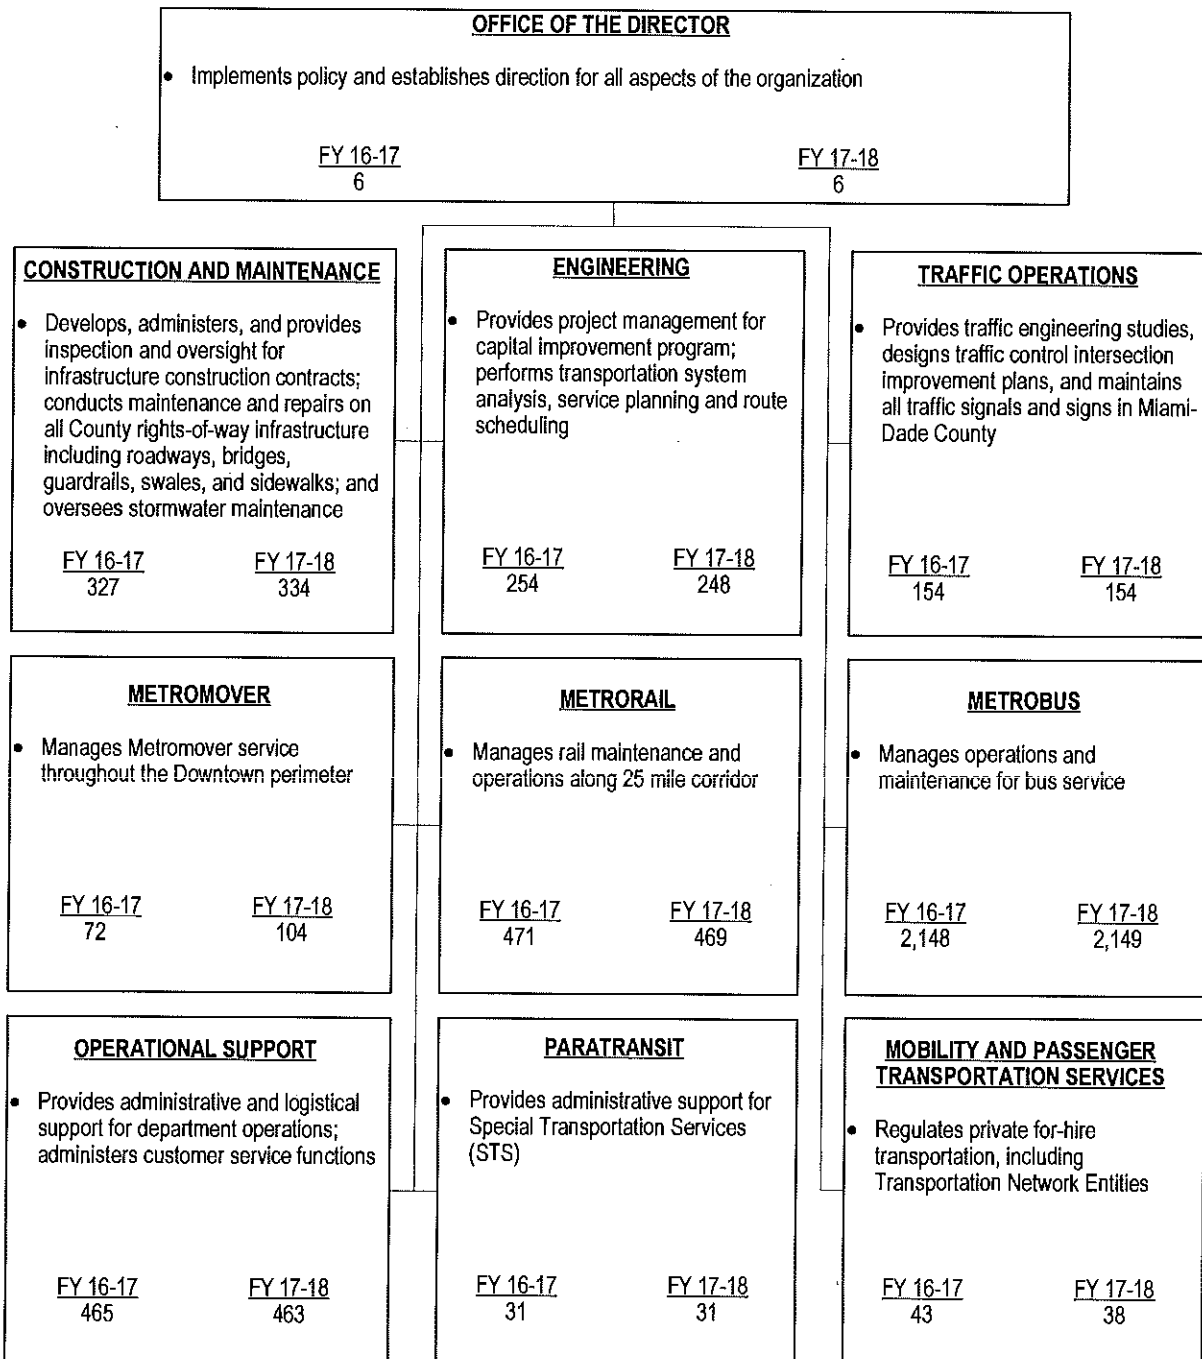 OFFICE OF THE DIRECTOR
• Implements policy and establishes direction for all aspects of the organization
FY 16-17 FY 17-18
6 6
CONSTRUCTION AND MAINTENANCE
• Develops, administers, and provides
inspection and oversight for
infrastructure construction contracts;
conducts maintenance and repairs on
all County rights-of-way infrastructure
including roadways, bridges,
guardrails, swales, and sidewalks; and
oversees stormwater maintenance
FY 16-17 FY 17-18
327 334
ENGINEERING
• Provides project management for
capital improvement program;
performs transportation system
analysis, service planning and route
scheduling
FY 16-17 FY 17-18
254 248
TRAFFIC OPERATIONS
• Provides traffic engineering studies,
designs traffic control intersection
improvement plans, and maintains
all traffic signals and signs in Miami-
Dade County
FY 16-17 FY 17-18
154 154
METROMOVER
• Manages Metromover service
throughout the Downtown perimeter
FY 16-17 FY 17-18
72 104
METRORAIL
• Manages rail maintenance and
operations along 25 mile corridor
FY 16-17 FY 17-18
471 469
METROBUS
• Manages operations and
maintenance for bus service
FY 16-17 FY 17-18
2,148 2,149
OPERATIONAL SUPPORT
• Provides administrative and logistical
support for department operations;
administers customer service functions
FY 16-17 FY 17-18
465 463
PARATRANSIT
• Provides administrative support for
Special Transportation Services
(STS)
FY 16-17 FY 17-18
31 31
MOBILITY AND PASSENGER
TRANSPORTATION SERVICES
• Regulates private for-hire
transportation, including
Transportation Network Entities
FY 16-17 FY 17-18
43 38